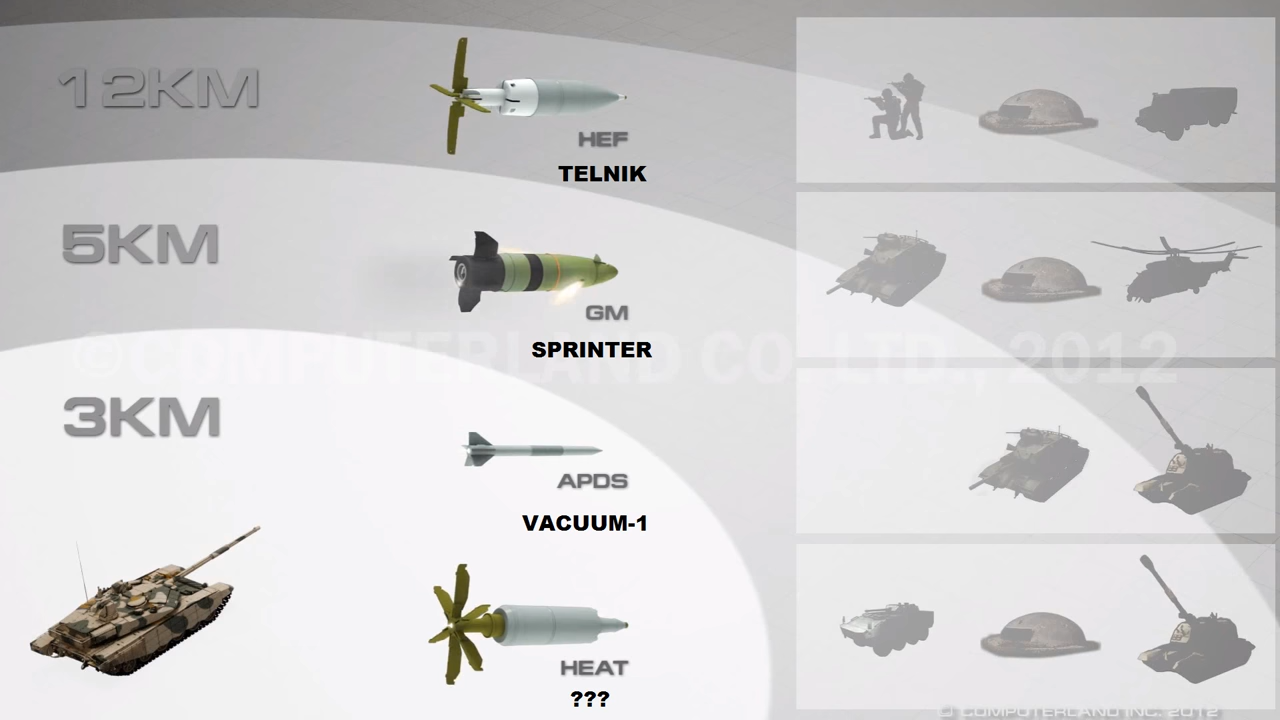 12KM
HEF
TELNIK
5KM
GM
SPRINTER
©COMPUTERLAND CO. LTD., 2012
3KM
APDS
VACUUM-1
HEAT
???
COMPUTERLAND INC. 2012